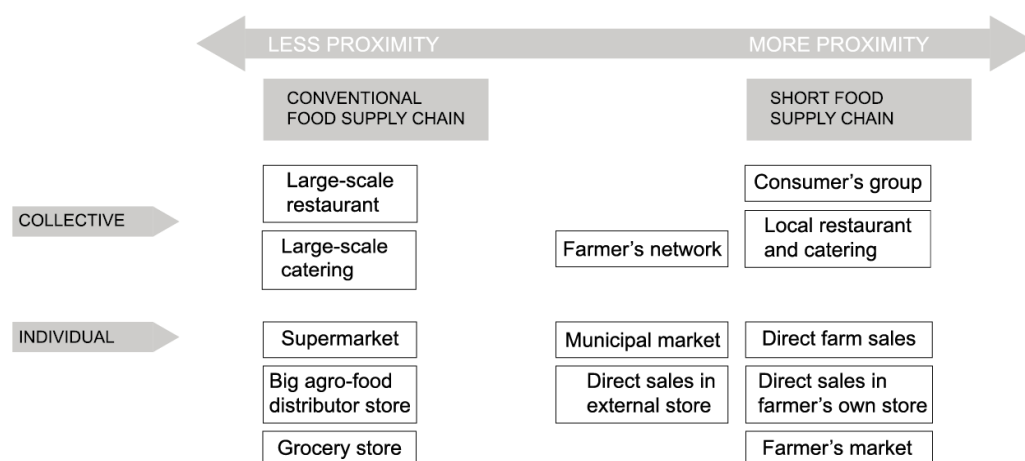 LESS PROXIMITY
MORE PROXIMITY
CONVENTIONAL
FOOD SUPPLY CHAIN
SHORT FOOD
SUPPLY CHAIN
COLLECTIVE
Large-scale
restaurant
Large-scale
catering
Farmer’s network
Consumer’s group
Local restaurant
and catering
INDIVIDUAL
Supermarket
Big agro-food
distributor store
Grocery store
Municipal market
Direct sales in
external store
Direct farm sales
Direct sales in
farmer’s own store
Farmer’s market